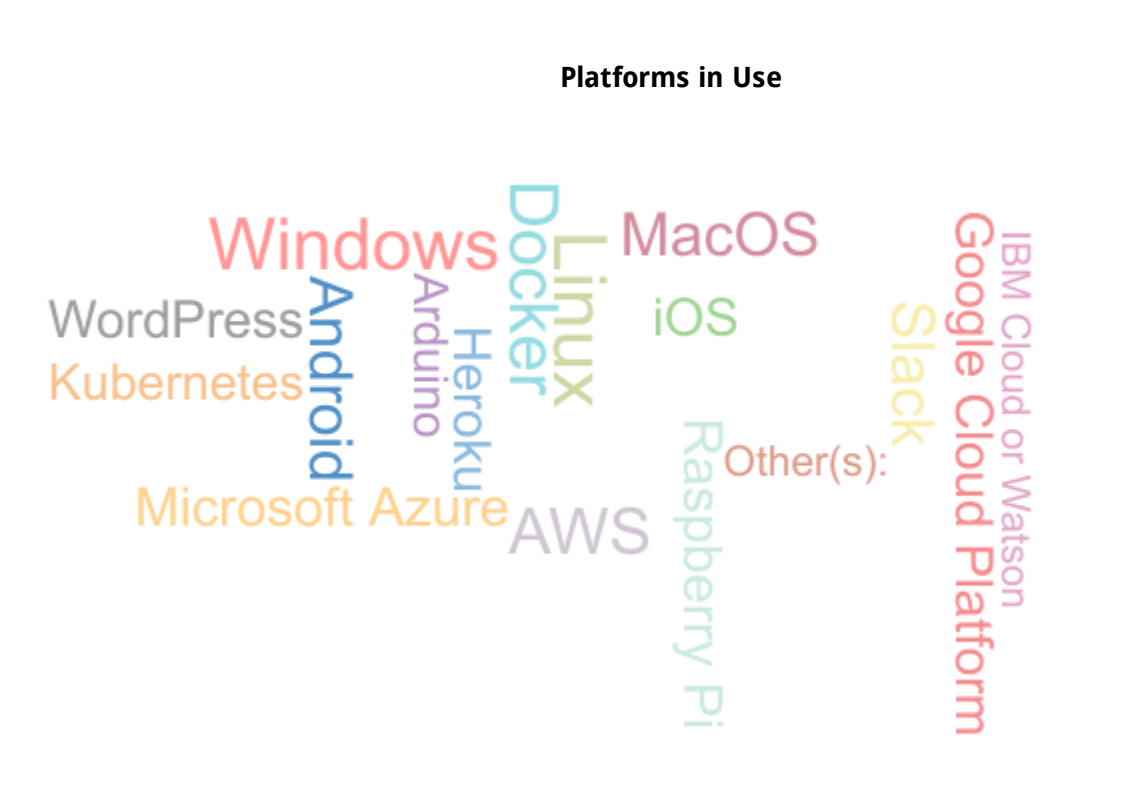 Platforms in Use
Windows
Docker
Linux
MacOS
Google Cloud Platform
IBM Cloud or Watson
WordPress
Android
Arduino
Heroku
iOS
Slack
Kubernetes
Raspberry Pi
Other(s):
Microsoft Azure
AWS